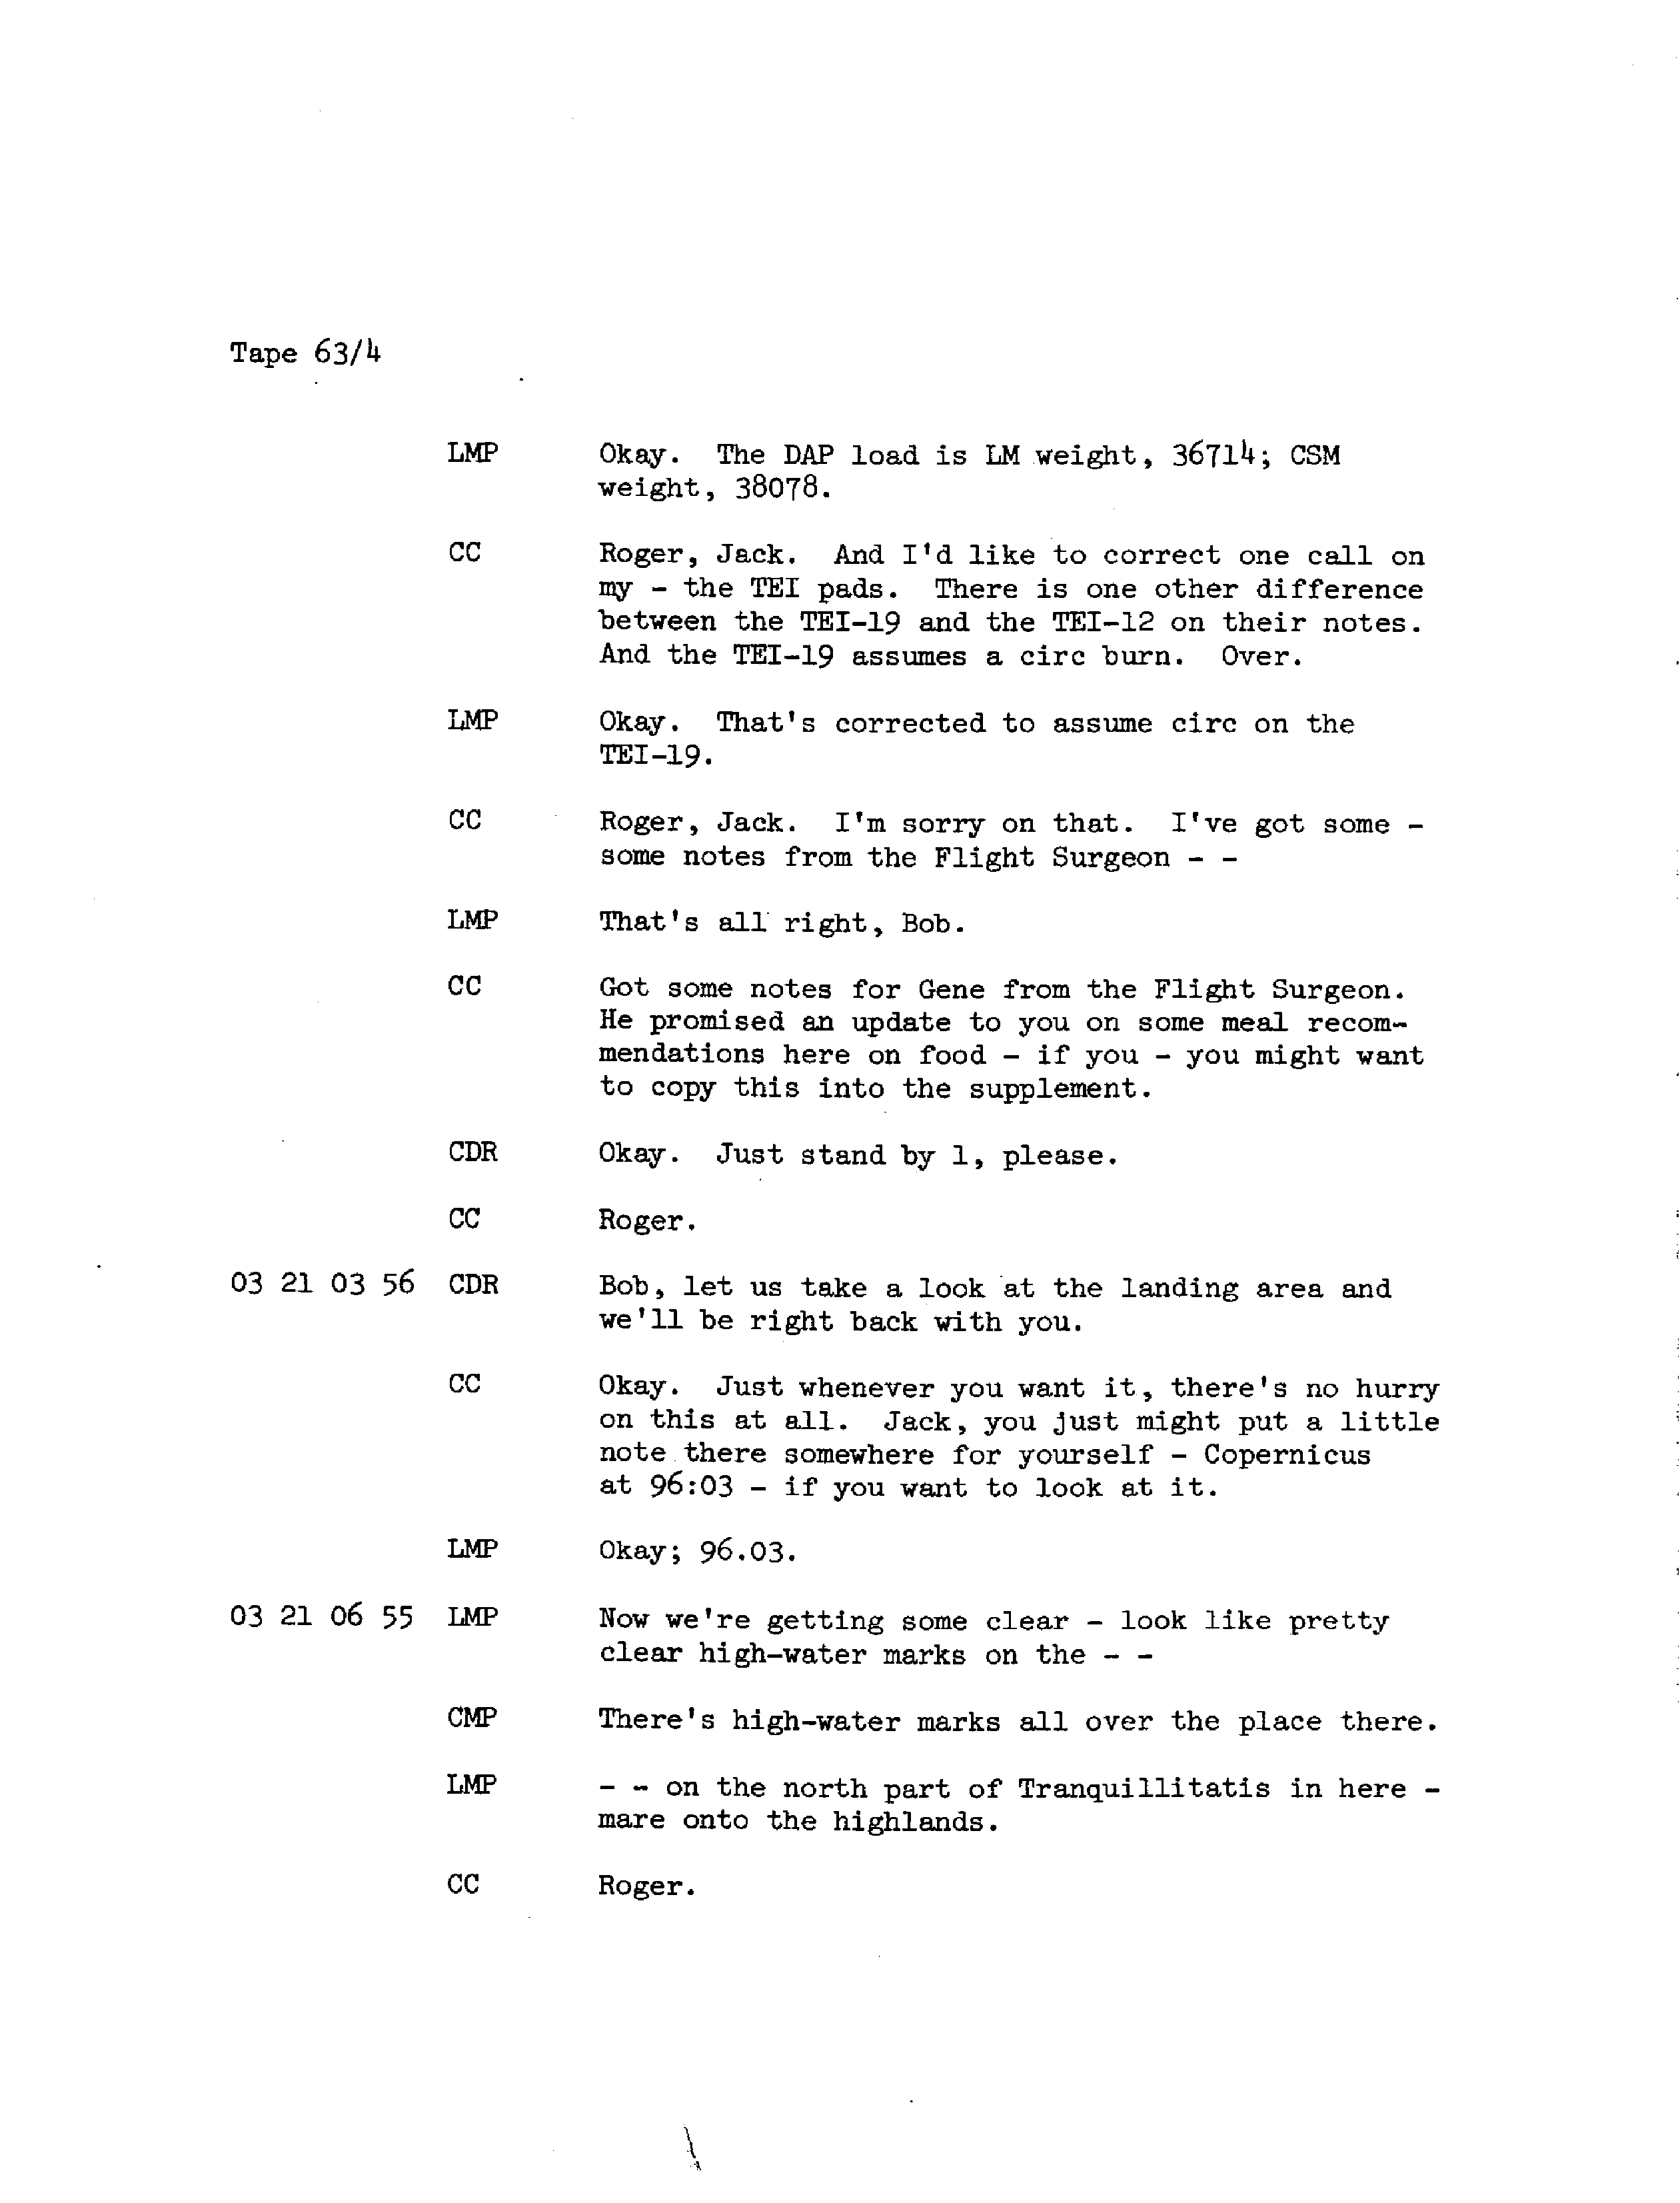 Tape 63/4
LMP Okay. The DAP load is LM weight, 36714; CSM
weight, 38078.
CC Roger, Jack. And I'd like to correct one call on
my - the TEI pads. There is one other difference
between the TEI-19 and the TEI-12 on their notes.
And the TEI-19 assumes a circ burn. Over.
LMP Okay. That's corrected to assume circ on the
TEI-19.
CC Roger, Jack. I'm sorry on that. I've got some -
some notes from the Flight Surgeon - -
LMP That's all right, Bob.
CC Got some notes for Gene from the Flight Surgeon.
He promised an update to you on some meal recom-
mendations here on food - if you - you might want
to copy this into the supplement.
CDR Okay. Just stand by 1, please.
CC Roger.
03 21 03 56 CDR Bob, let us take a look at the landing area and
we'll be right back with you.
CC Okay. Just whenever you want it, there's no hurry
on this at all. Jack, you just might put a little
note there somewhere for yourself - Copernicus
at 96:03 - if you want to look at it.
LMP Okay; 96.03.
03 21 06 55 LMP Now we're getting some clear - look like pretty
clear high-water marks on the - -
CMP There's high-water marks all over the place there.
LMP - - on the north part of Tranquillitatis in here -
mare onto the highlands.
CC Roger.